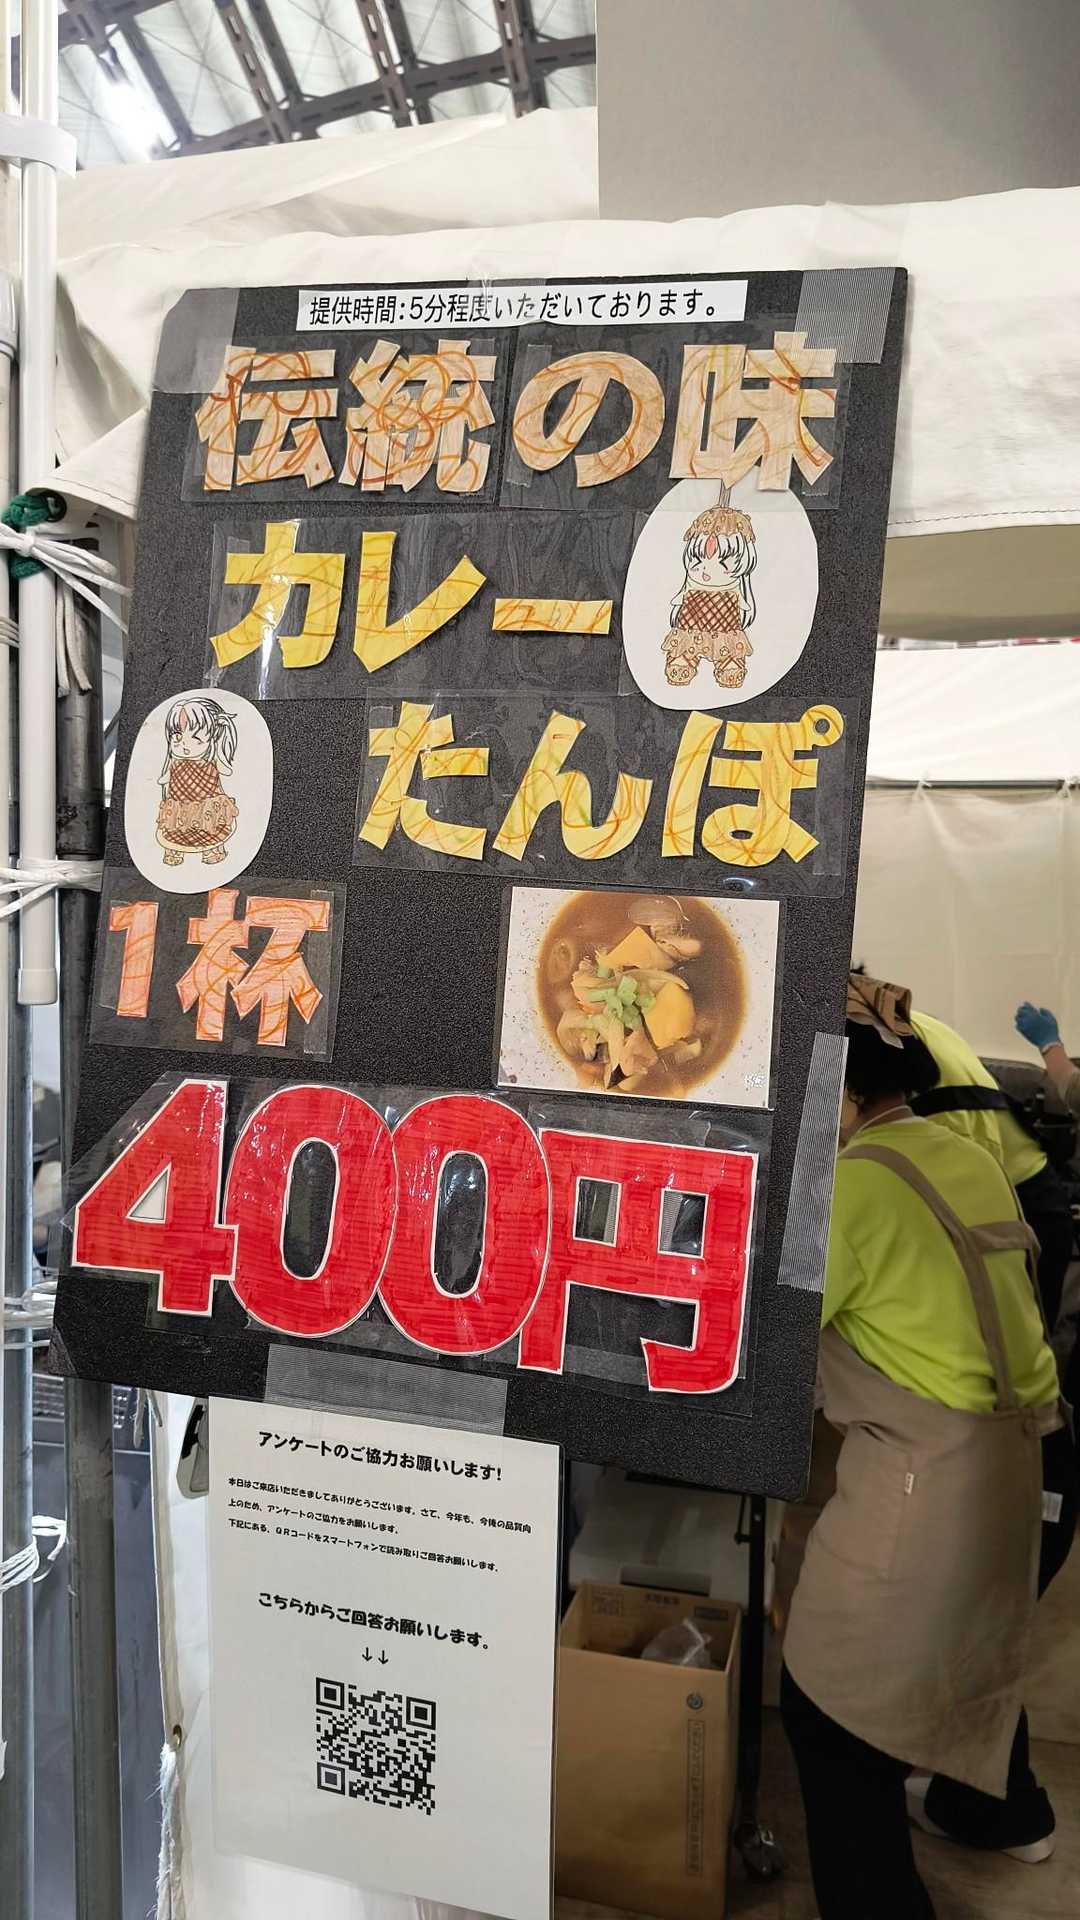 提供時間:5分程度いただいております。
伝統の味
カレー
たんぽ
1杯
400円
アンケートのご協力お願いします!
本日はご来店いただきましてありがとうございます。さて、今年も、今後の品質向
上のため、アンケートのご協力をお願いします。
下記にある、QRコードをスマートフォンで読み取りご回答お願いします。
こちらからご回答お願いします。
↓↓